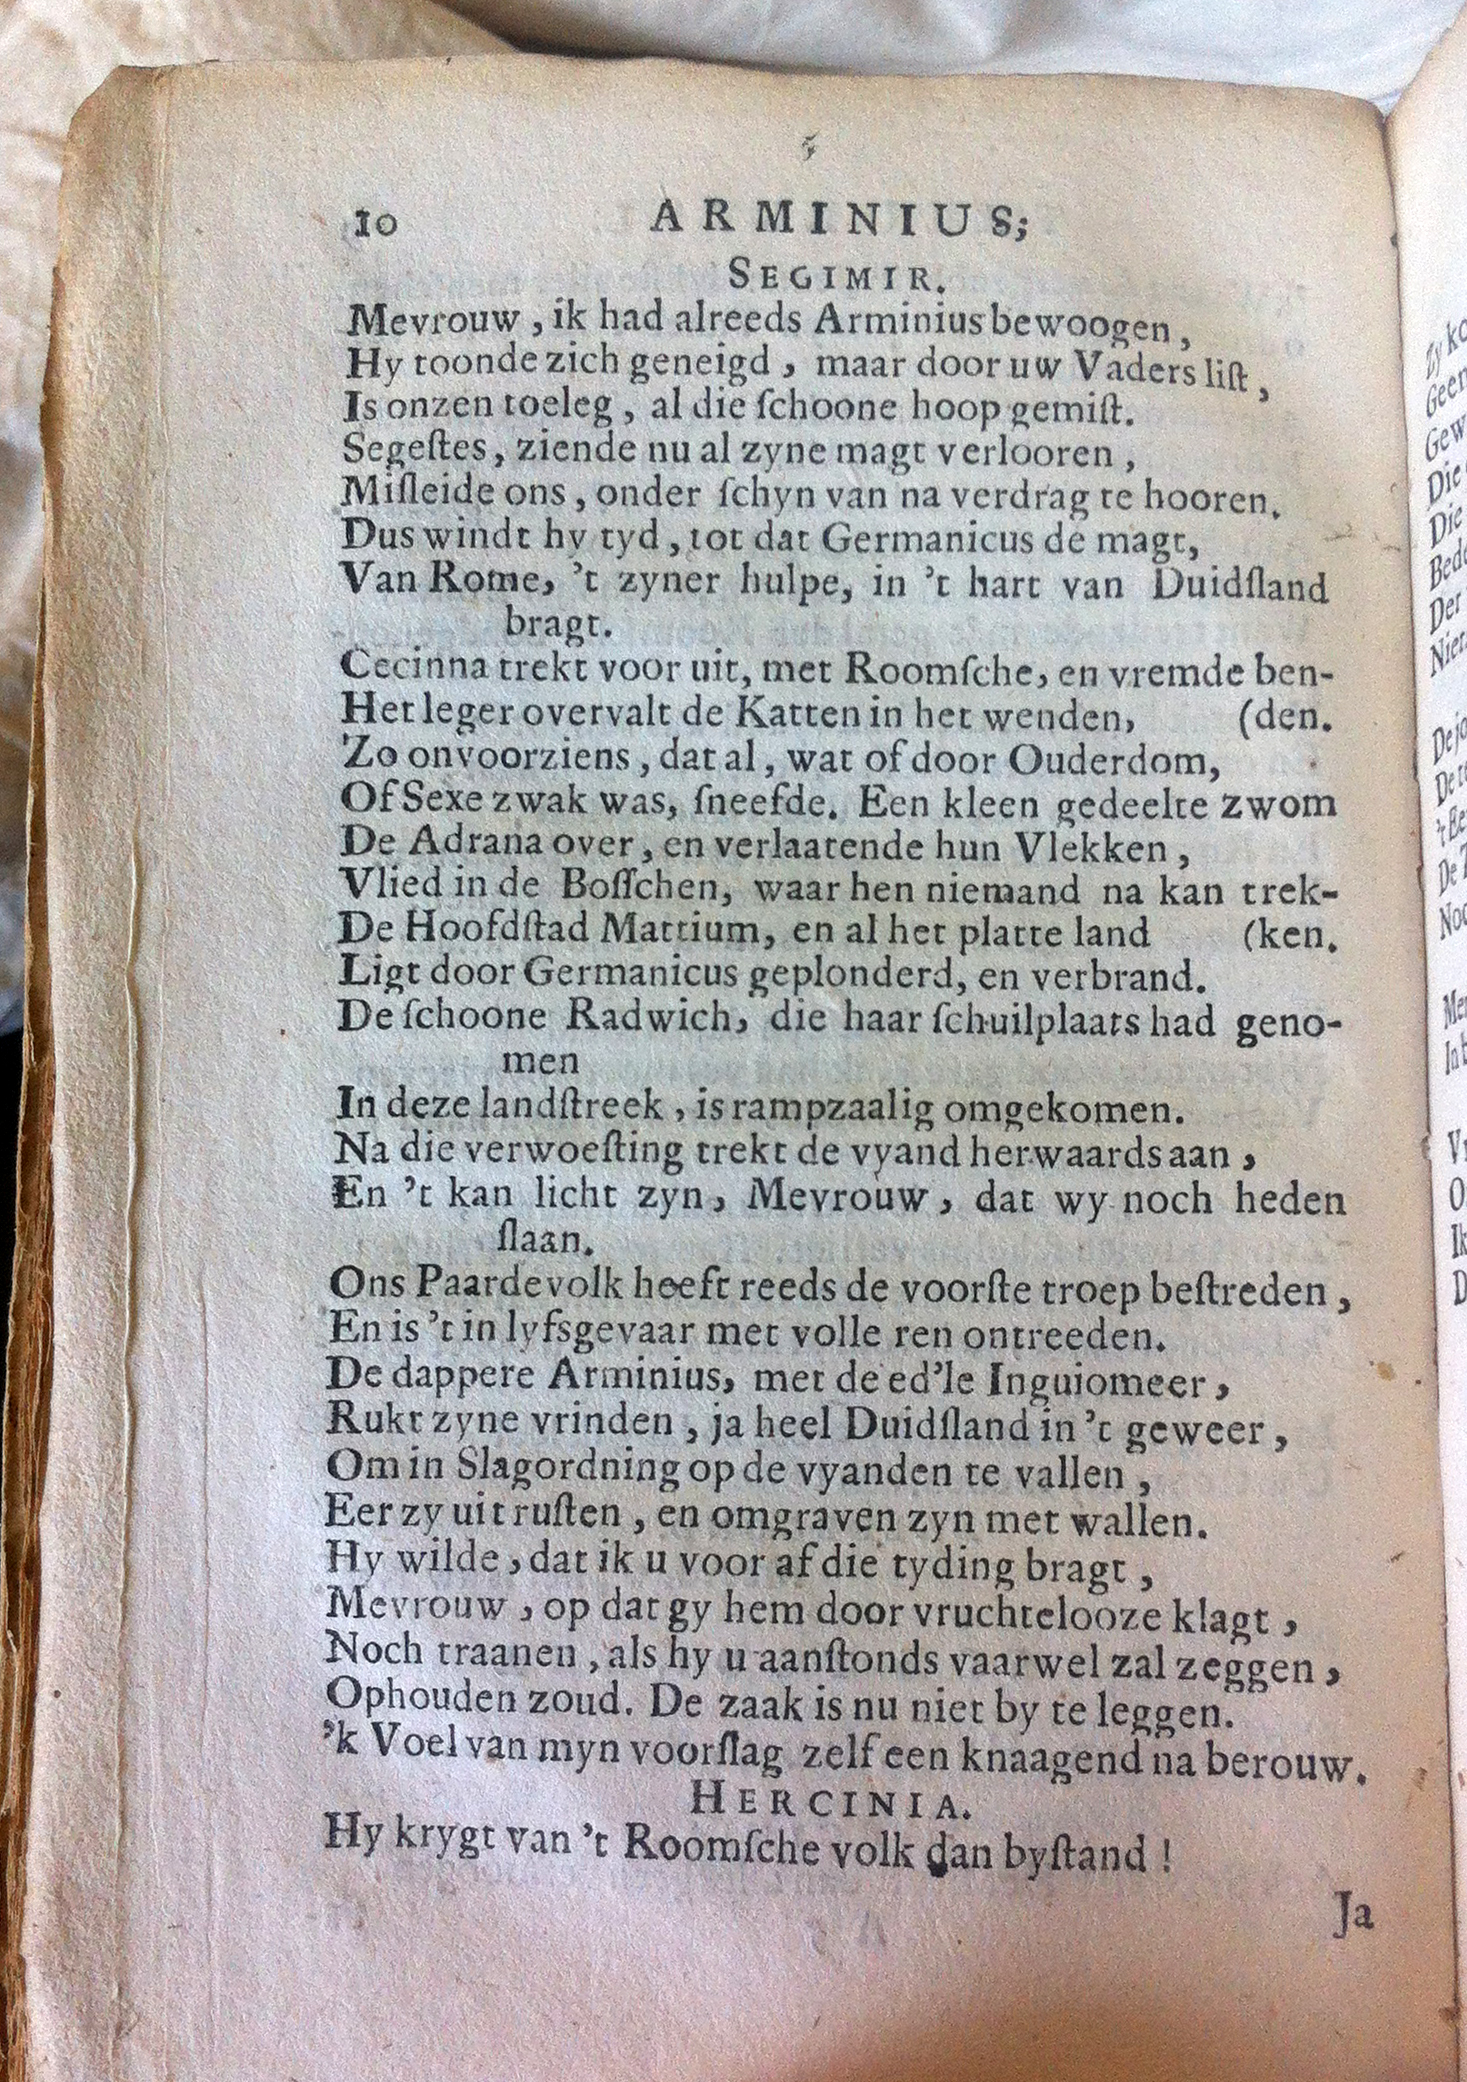 10 ARMINIUS;
SEGIMIR.
Mevrouw, ik had alreeds Arminius bewoogen,
Hy toonde zich geneigd, maar door uw Vaders liſt,
Is onzen toeleg, al die ſchoone hoop gemiſt.
Segeſtes, ziende nu al zyne magt verlooren,
Miſleide ons, onder ſchyn van na verdrag te hooren.
Dus windt hy tyd, tot dat Germanicus de magt,
Van Rome, 't zyner hulpe, in 't hart van Duidſland
bragt.
Cecinna trekt voor uit, met Roomſche, en vremde ben-
Het leger overvalt de Katten in het wenden, (den.
Zo onvoorziens, dat al, wat of door Ouderdom,
Of Sexe zwak was, ſneefde. Een kleen gedeelte zwom
De Adrana over, en verlaatende hun Vlekken,
Vlied in de Boſſchen, waar hen niemand na kan trek-
De Hoofdſtad Mattium, en al het platte land (ken.
Ligt door Germanicus geplonderd, en verbrand.
De ſchoone Radwich, die haar ſchuilplaats had geno-
men
In deze landſtreek, is rampzaalig omgekomen.
Na die verwoeſting trekt de vyand herwaards aan,
En 't kan licht zyn, Mevrouw, dat wy noch heden
ſlaan.
Ons Paardevolk heeft reeds de voorſte troep beſtreden,
En is 't in lyfsgevaar met volle ren ontreeden.
De dappere Arminius, met de ed'le Inguiomeer,
Rukt zyne vrinden, ja heel Duidſland in 't geweer,
Om in Slagordning op de vyanden te vallen,
Eer zy uit ruſten, en omgraven zyn met wallen.
Hy wilde, dat ik u voor af die tyding bragt,
Mevrouw, op dat gy hem door vruchtelooze klagt,
Noch traanen, als hy u aanſtonds vaarwel zal zeggen,
Ophouden zoud. De zaak is nu niet by te leggen.
'k Voel van myn voorſlag zelf een knaagend na berouw.
HERCINIA.
Hy krygt van 't Roomſche volk dan byſtand!
Ja